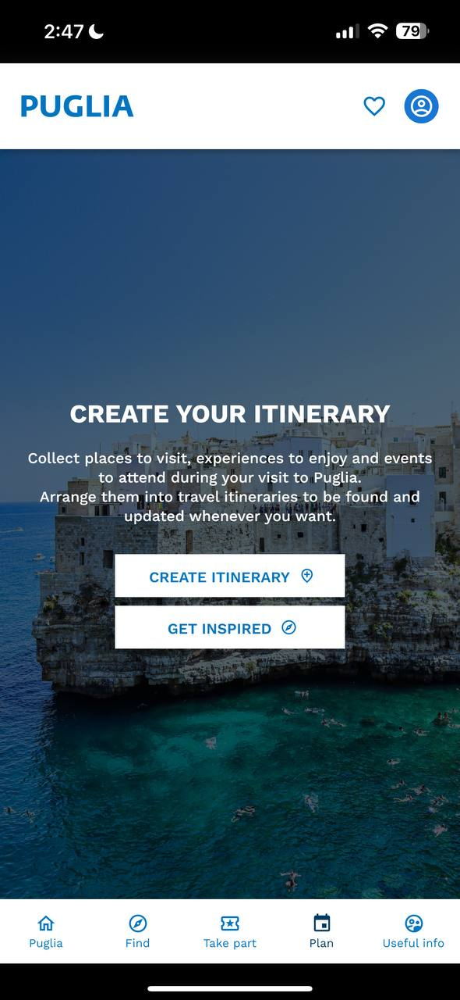 2:47
79
PUGLIA
CREATE YOUR ITINERARY
Collect places to visit, experiences to enjoy and events
to attend during your visit to Puglia.
Arrange them into travel itineraries to be found and
updated whenever you want.
CREATE ITINERARY
GET INSPIRED
Puglia
Find
Take part
Plan
Useful info